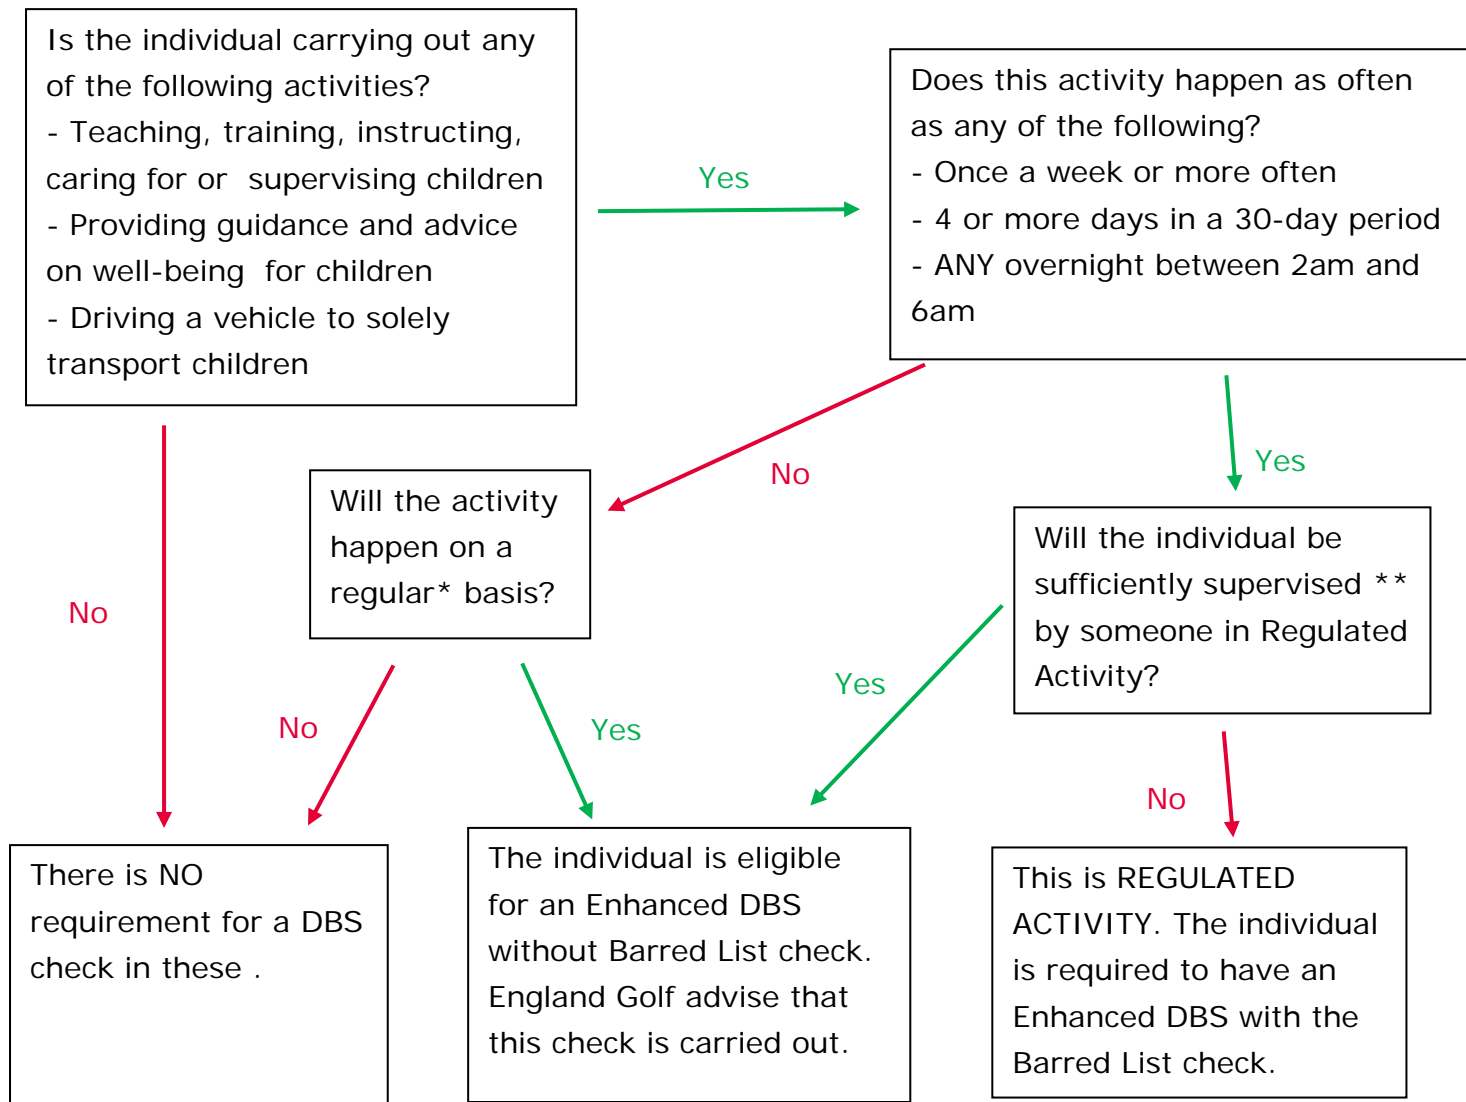 Is the individual carrying out any
of the following activities?
- Teaching, training, instructing,
caring for or  supervising children
- Providing guidance and advice
on well-being  for children
- Driving a vehicle to solely
transport children
Yes
Does this activity happen as often
as any of the following?
- Once a week or more often
- 4 or more days in a 30-day period
- ANY overnight between 2am and
6am
No
No
Yes
Will the activity
happen on a
regular* basis?
Will the individual be
sufficiently supervised **
by someone in Regulated
Activity?
No
Yes
Yes
No
There is NO
requirement for a DBS
check in these .
The individual is eligible
for an Enhanced DBS
without Barred List check.
England Golf advise that
this check is carried out.
This is REGULATED
ACTIVITY. The individual
is required to have an
Enhanced DBS with the
Barred List check.